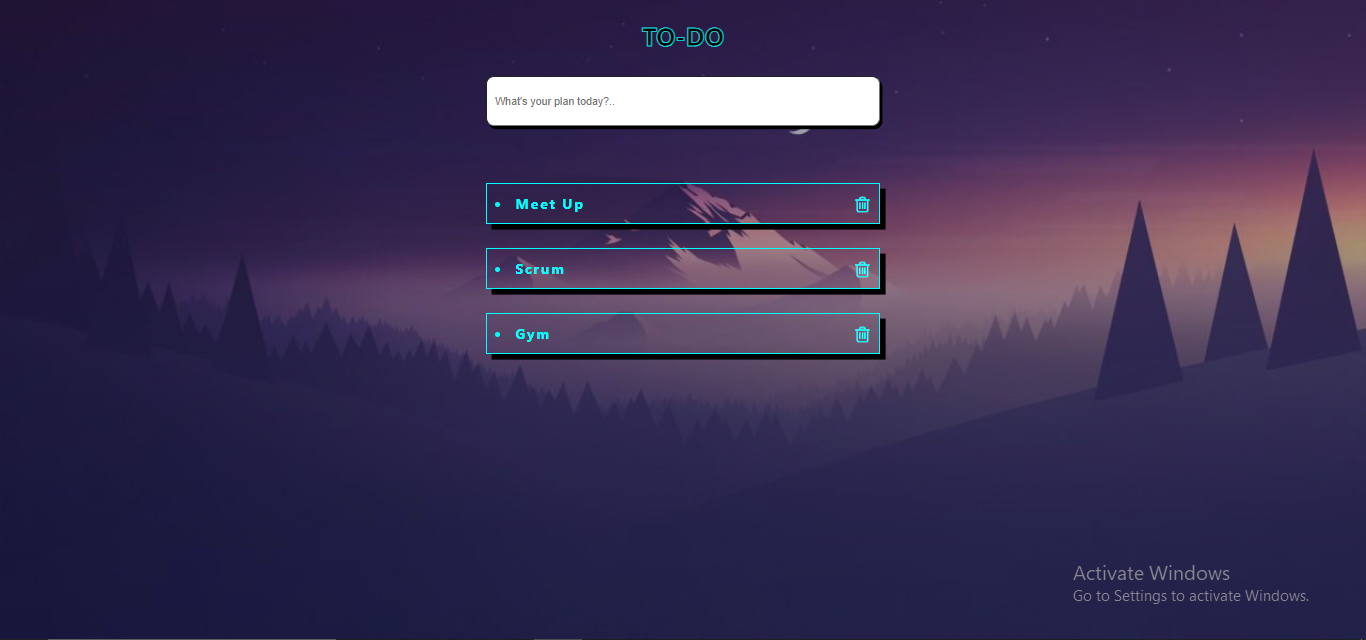 TO-DO
What's your plan today?..
• Meet Up
• Scrum
• Gym
Activate Windows
Go to Settings to activate Windows.